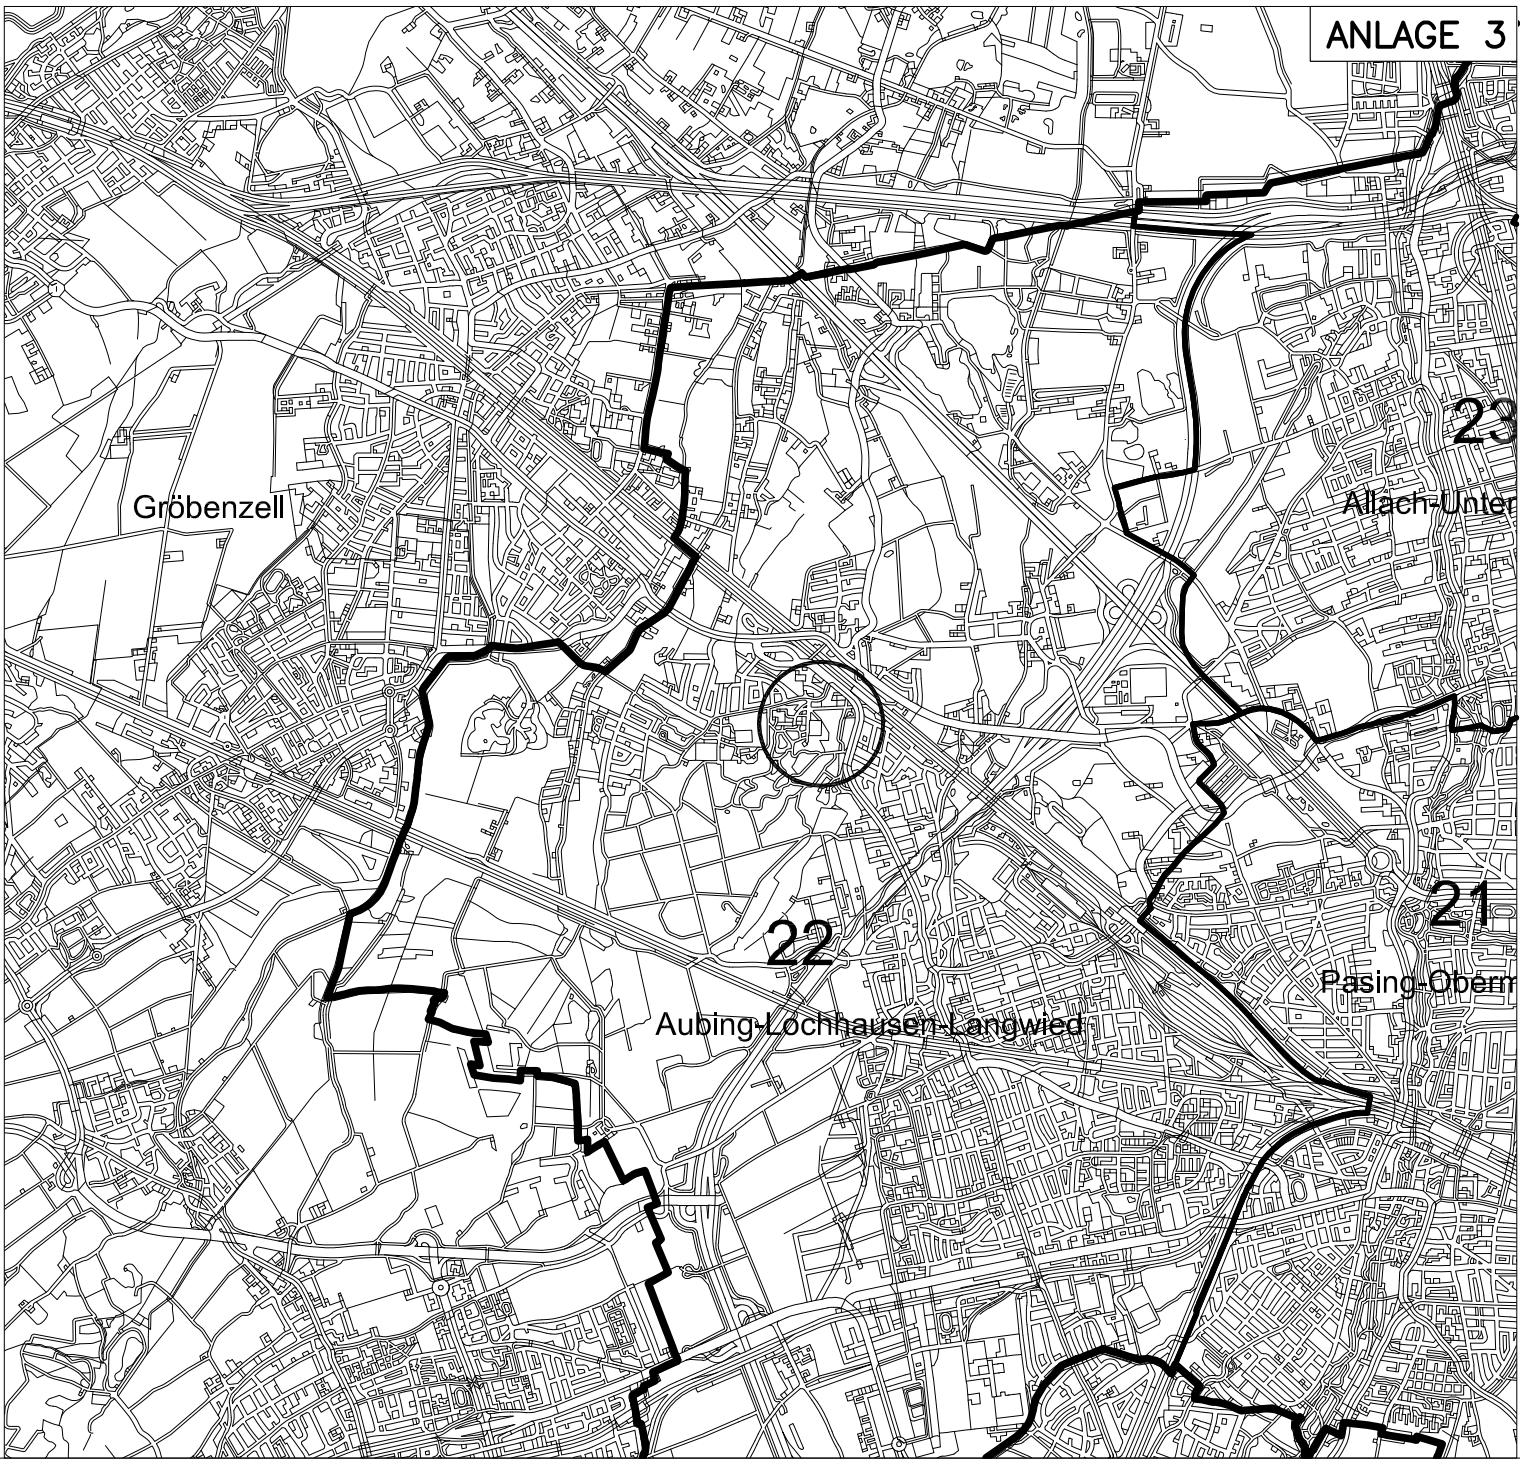 ANLAGE 3
23
Gröbenzell
Allach-Unter
21
22
Pasing-Oberm
Aubing-Lochhausen-Langwied